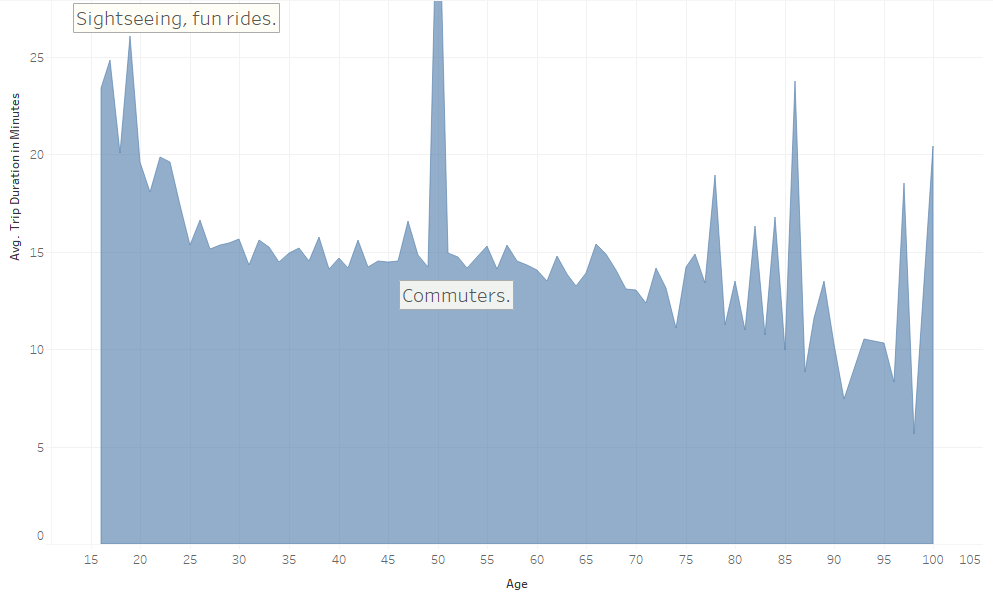 Sightseeing, fun rides.
25
20
15
10
5
0
Avg. Trip Duration in Minutes
Commuters.
15 20 25 30 35 40 45 50 55 60 65 70 75 80 85 90 95 100 105
Age